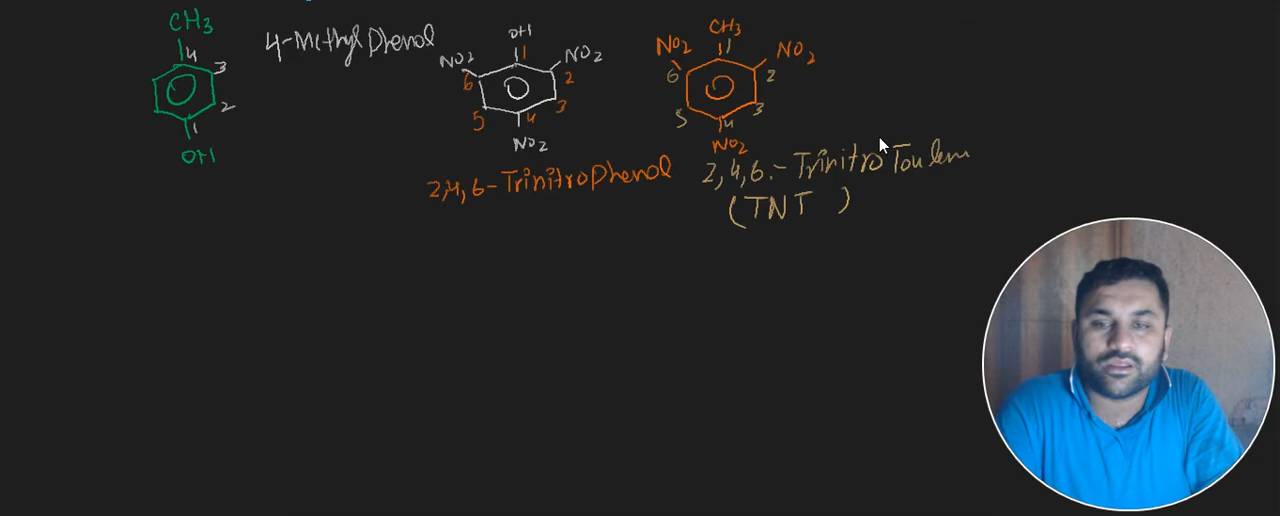 CH3
4
3
2
1
OH
4-Methyl Phenol
OH
NO2
NO2
1
6
2
5
3
4
NO2
2,4,6-TrinitroPhenol
CH3
NO2
NO2
1
6
2
5
3
4
NO2
2,4,6.-Trinitro
(TNT )